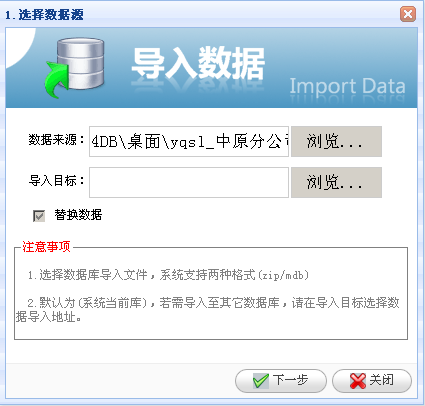 1.选择数据源
导入数据
Import Data
数据来源：4DB\桌面\yqsl_中原分公 浏览...
导入目标： 浏览...
替换数据
注意事项
1.选择数据库导入文件，系统支持两种格式(zip/mdb)
2.默认为(系统当前库)，若需导入至其它数据库，请在导入目标选择数
据导入地址。
下一步 关闭